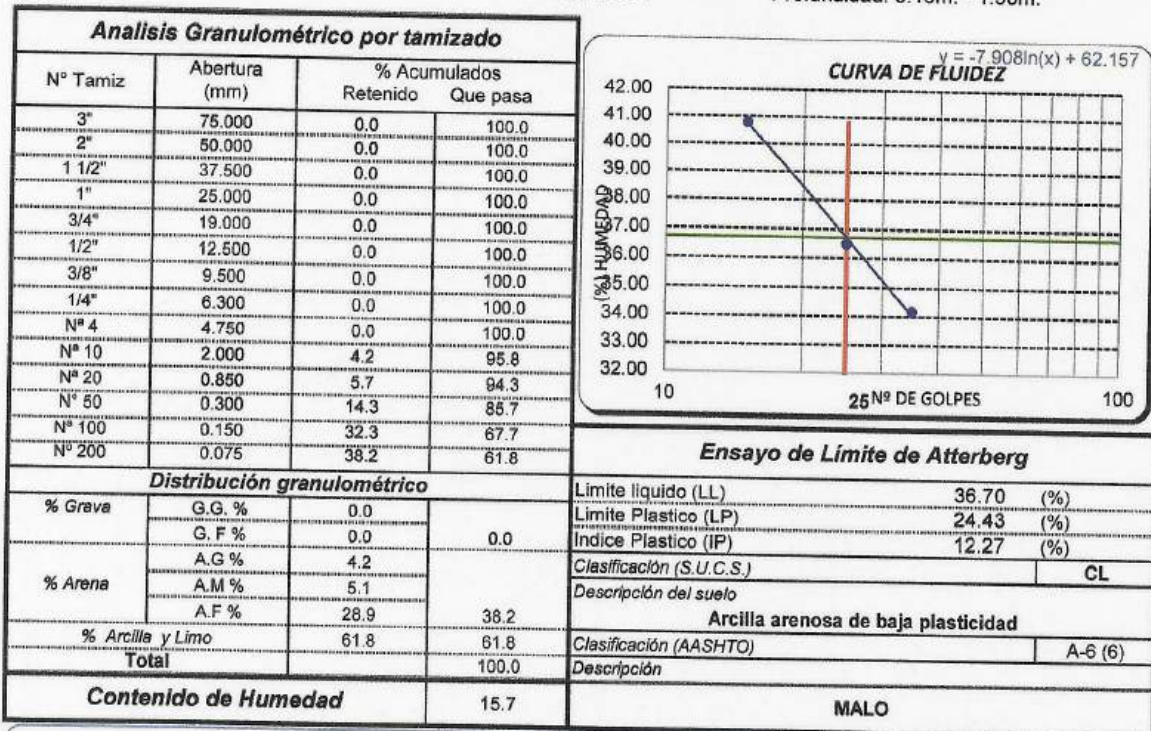 Profundidad: 0.10m. - 1.50m.
Analisis Granulométrico por tamizado
N° Tamiz Abertura (mm) % Acumulados
Retenido Que pasa
3" 75.000 0.0 100.0
2" 50.000 0.0 100.0
1 1/2" 37.500 0.0 100.0
1" 25.000 0.0 100.0
3/4" 19.000 0.0 100.0
1/2" 12.500 0.0 100.0
3/8" 9.500 0.0 100.0
1/4" 6.300 0.0 100.0
Nª 4 4.750 0.0 100.0
Nª 10 2.000 4.2 95.8
Nª 20 0.850 5.7 94.3
N° 50 0.300 14.3 85.7
Nª 100 0.150 32.3 67.7
Nº 200 0.075 38.2 61.8
Distribución granulométrico
% Grava G.G. % 0.0
G. F % 0.0 0.0
A.G % 4.2
% Arena A.M % 5.1
A.F % 28.9 38.2
% Arcilla y Limo 61.8 61.8
Total 100.0
Contenido de Humedad 15.7
y = -7.908ln(x) + 62.157
CURVA DE FLUIDEZ
42.00
41.00
40.00
39.00
38.00
37.00
36.00
35.00
34.00
33.00
32.00
(%) HUMEDAD
10 25 Nº DE GOLPES 100
Ensayo de Límite de Atterberg
Limite liquido (LL) 36.70 (%)
Limite Plastico (LP) 24.43 (%)
Indice Plastico (IP) 12.27 (%)
Clasificación (S.U.C.S.) CL
Descripción del suelo
Arcilla arenosa de baja plasticidad
Clasificación (AASHTO) A-6 (6)
Descripción
MALO